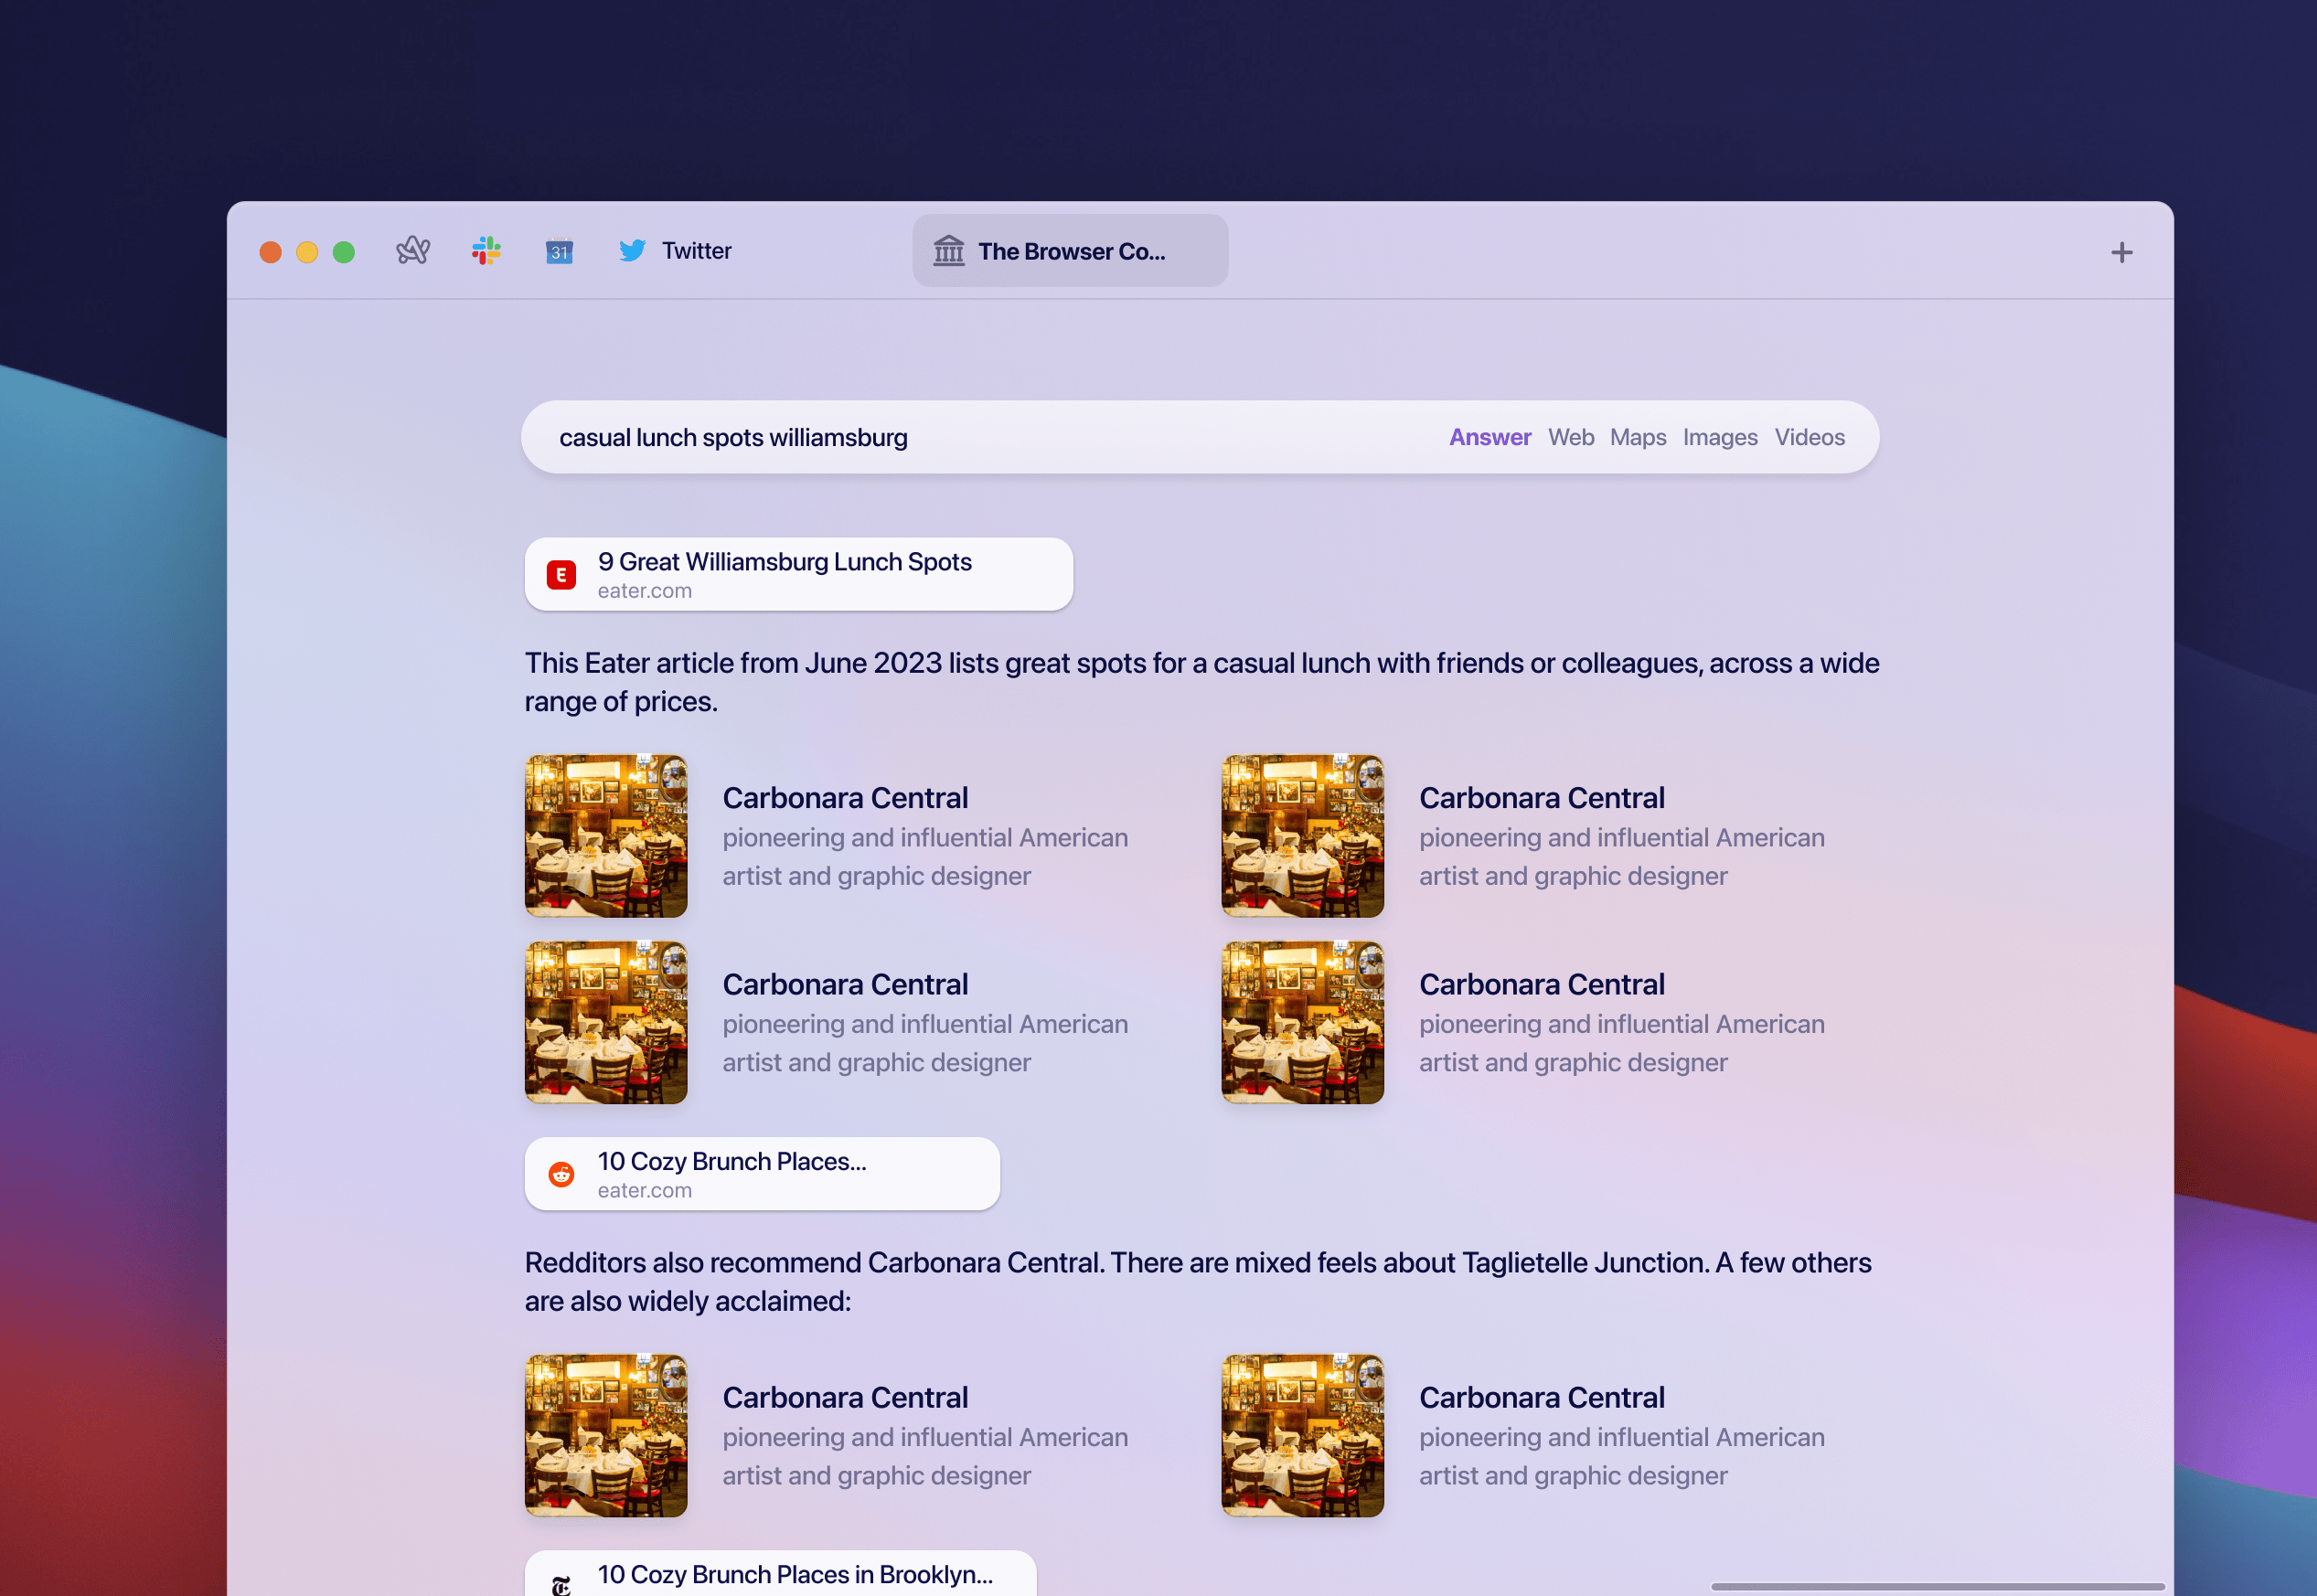 31
Twitter
The Browser Co...
casual lunch spots williamsburg
Answer Web Maps Images Videos
E
9 Great Williamsburg Lunch Spots
eater.com
This Eater article from June 2023 lists great spots for a casual lunch with friends or colleagues, across a wide
range of prices.
Carbonara Central
pioneering and influential American
artist and graphic designer
Carbonara Central
pioneering and influential American
artist and graphic designer
Carbonara Central
pioneering and influential American
artist and graphic designer
Carbonara Central
pioneering and influential American
artist and graphic designer
10 Cozy Brunch Places...
eater.com
Redditors also recommend Carbonara Central. There are mixed feels about Taglietelle Junction. A few others
are also widely acclaimed:
Carbonara Central
pioneering and influential American
artist and graphic designer
Carbonara Central
pioneering and influential American
artist and graphic designer
T
10 Cozy Brunch Places in Brooklyn...